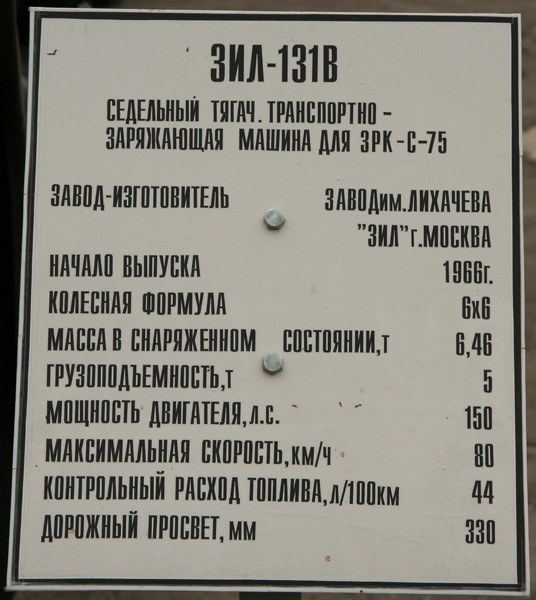 ЗИЛ-131В
СЕДЕЛЬНЫЙ ТЯГАЧ. ТРАНСПОРТНО-
ЗАРЯЖАЮЩАЯ МАШИНА ДЛЯ ЗРК-С-75
ЗАВОД-ИЗГОТОВИТЕЛЬ ЗАВОДим.ЛИХАЧЕВА
"ЗИЛ"г.МОСКВА
НАЧАЛО ВЫПУСКА 1966г.
КОЛЕСНАЯ ФОРМУЛА 6х6
МАССА В СНАРЯЖЕННОМ СОСТОЯНИИ,т 6,46
ГРУЗОПОДЪЕМНОСТЬ,т 5
МОЩНОСТЬ ДВИГАТЕЛЯ,л.с. 150
МАКСИМАЛЬНАЯ СКОРОСТЬ,км/ч 80
КОНТРОЛЬНЫЙ РАСХОД ТОПЛИВА,л/100км 44
ДОРОЖНЫЙ ПРОСВЕТ,мм 330